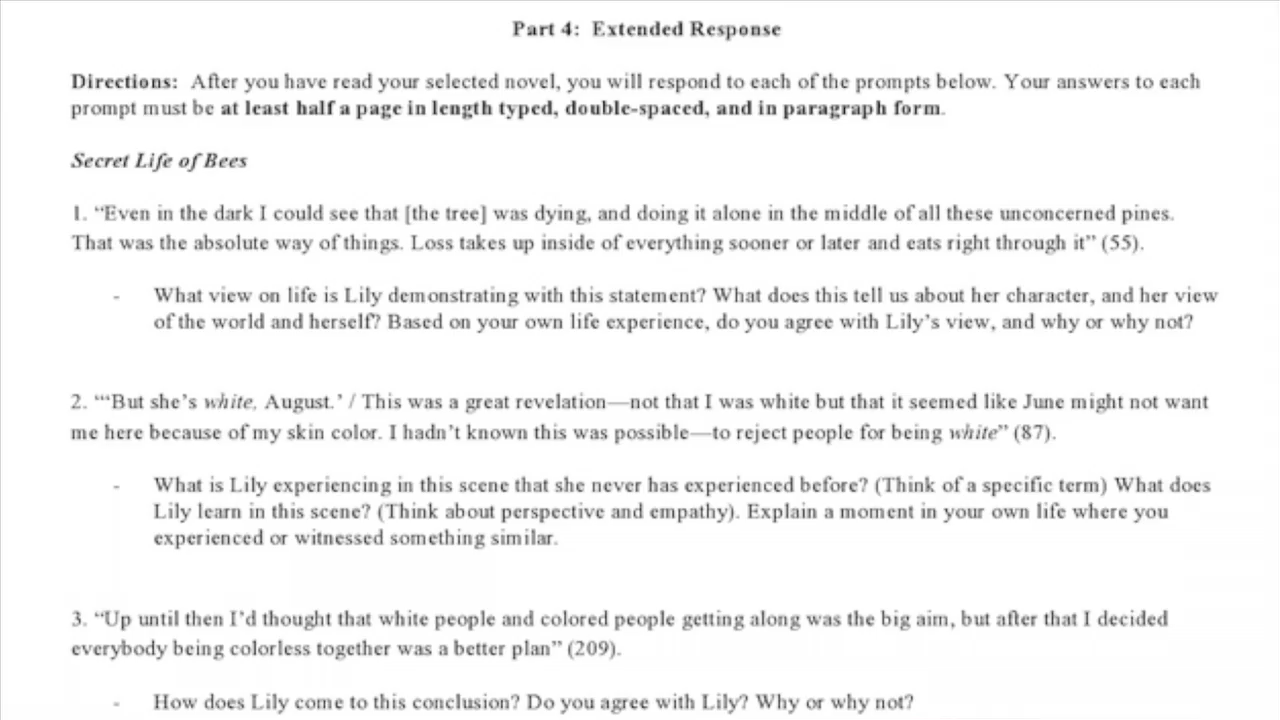 Part 4: Extended Response
Directions: After you have read your selected novel, you will respond to each of the prompts below. Your answers to each
prompt must be at least half a page in length typed, double-spaced, and in paragraph form.
Secret Life of Bees
1. “Even in the dark I could see that [the tree] was dying, and doing it alone in the middle of all these unconcerned pines.
That was the absolute way of things. Loss takes up inside of everything sooner or later and eats right through it” (55).
- What view on life is Lily demonstrating with this statement? What does this tell us about her character, and her view
of the world and herself? Based on your own life experience, do you agree with Lily’s view, and why or why not?
2. “‘But she’s white, August.’ / This was a great revelation—not that I was white but that it seemed like June might not want
me here because of my skin color. I hadn’t known this was possible—to reject people for being white” (87).
- What is Lily experiencing in this scene that she never has experienced before? (Think of a specific term) What does
Lily learn in this scene? (Think about perspective and empathy). Explain a moment in your own life where you
experienced or witnessed something similar.
3. “Up until then I’d thought that white people and colored people getting along was the big aim, but after that I decided
everybody being colorless together was a better plan” (209).
- How does Lily come to this conclusion? Do you agree with Lily? Why or why not?